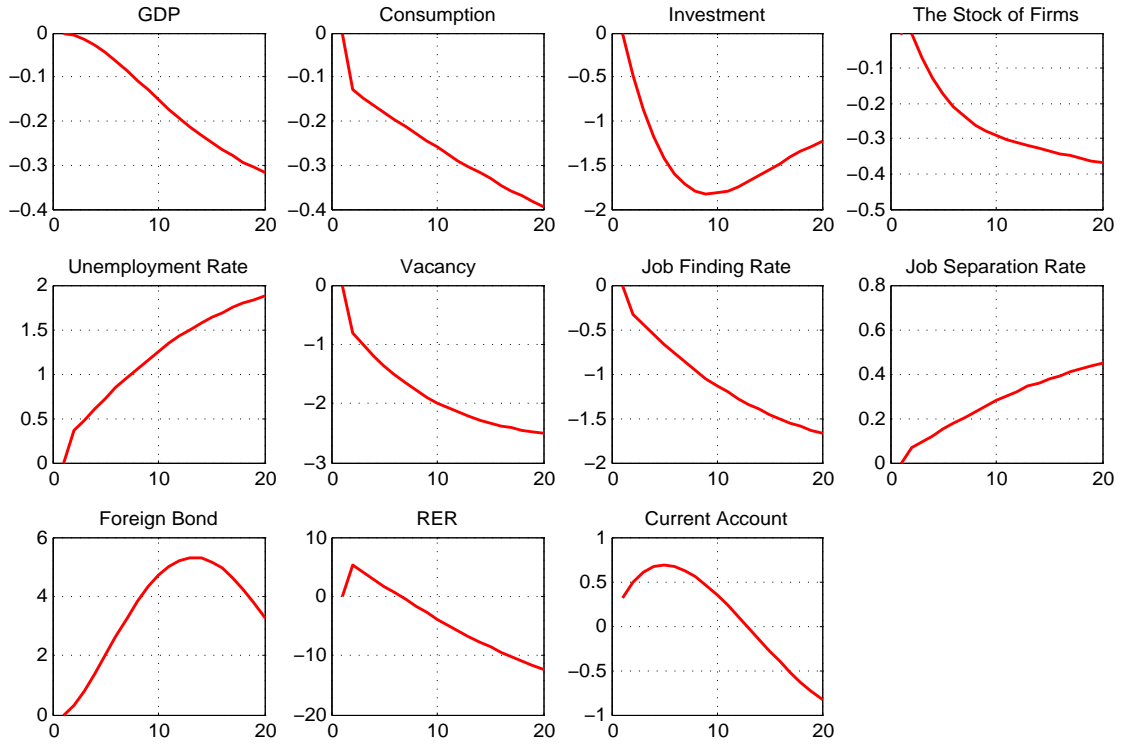 GDP
0
−0.1
−0.2
−0.3
−0.4
0 10 20
Consumption
0
−0.1
−0.2
−0.3
−0.4
0 10 20
Investment
0
−0.5
−1
−1.5
−2
0 10 20
The Stock of Firms
0
−0.1
−0.2
−0.3
−0.4
−0.5
0 10 20
Unemployment Rate
2
1.5
1
0.5
0
0 10 20
Vacancy
0
−1
−2
−3
0 10 20
Job Finding Rate
0
−0.5
−1
−1.5
−2
0 10 20
Job Separation Rate
0.8
0.6
0.4
0.2
0
0 10 20
Foreign Bond
6
4
2
0
0 10 20
RER
10
0
−10
−20
0 10 20
Current Account
1
0.5
0
−0.5
−1
0 10 20